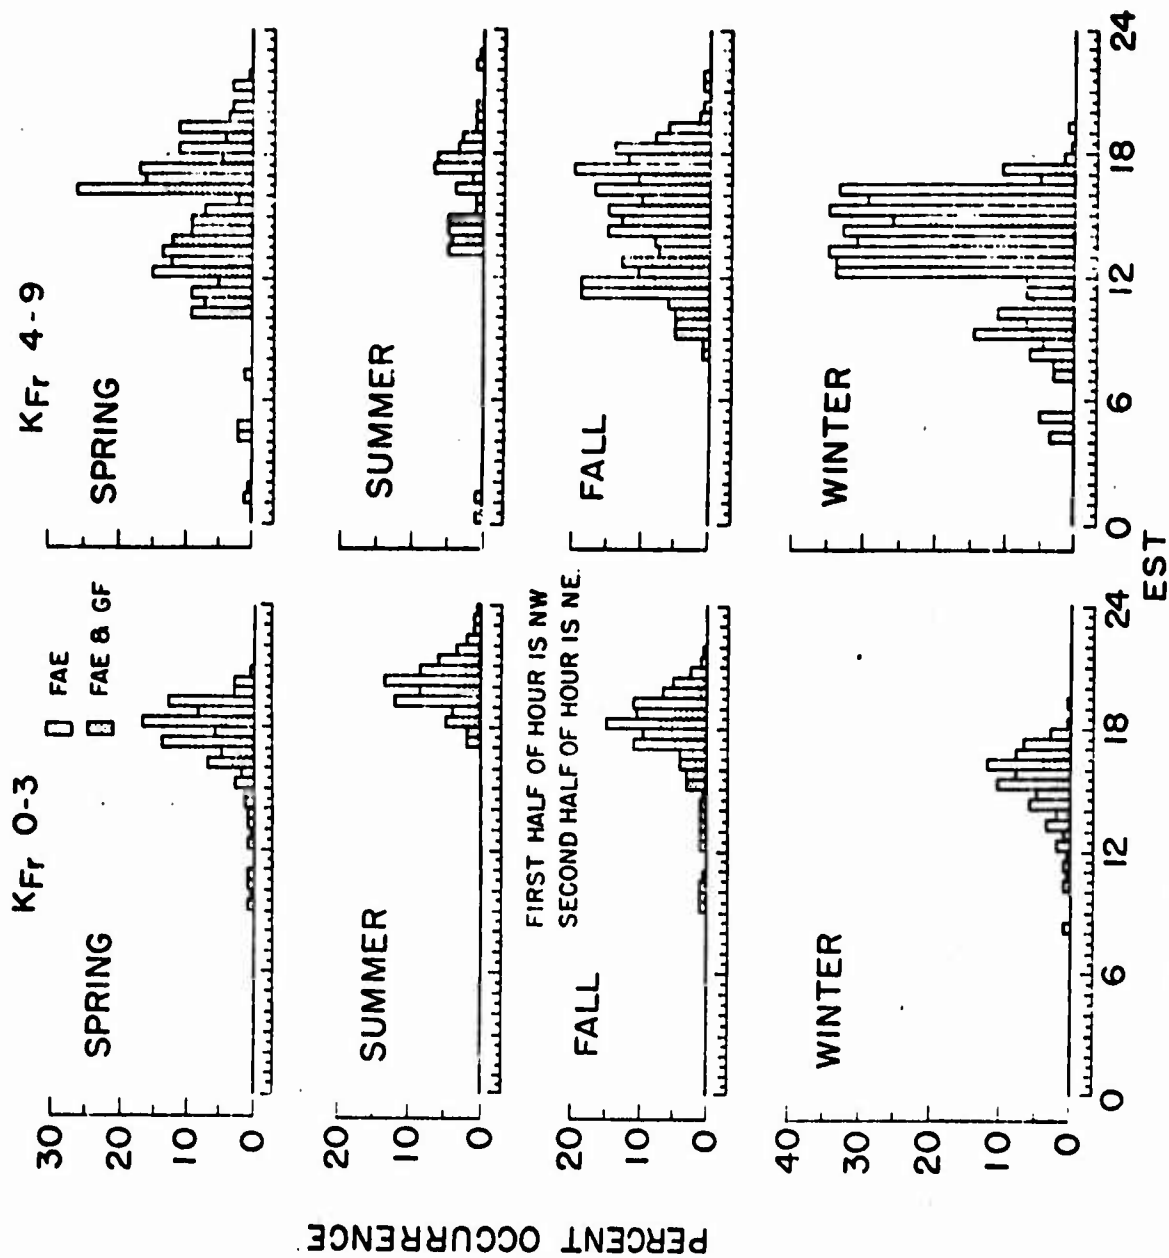 KFr 0-3
KFr 4-9
FAE
FAE & GF
SPRING
SPRING
30
20
10
0
SUMMER
SUMMER
20
10
0
FIRST HALF OF HOUR IS NW
SECOND HALF OF HOUR IS NE.
FALL
FALL
20
10
0
WINTER
WINTER
40
30
20
10
0
0 6 12 18 24
0 6 12 18 24
EST
PERCENT OCCURRENCE